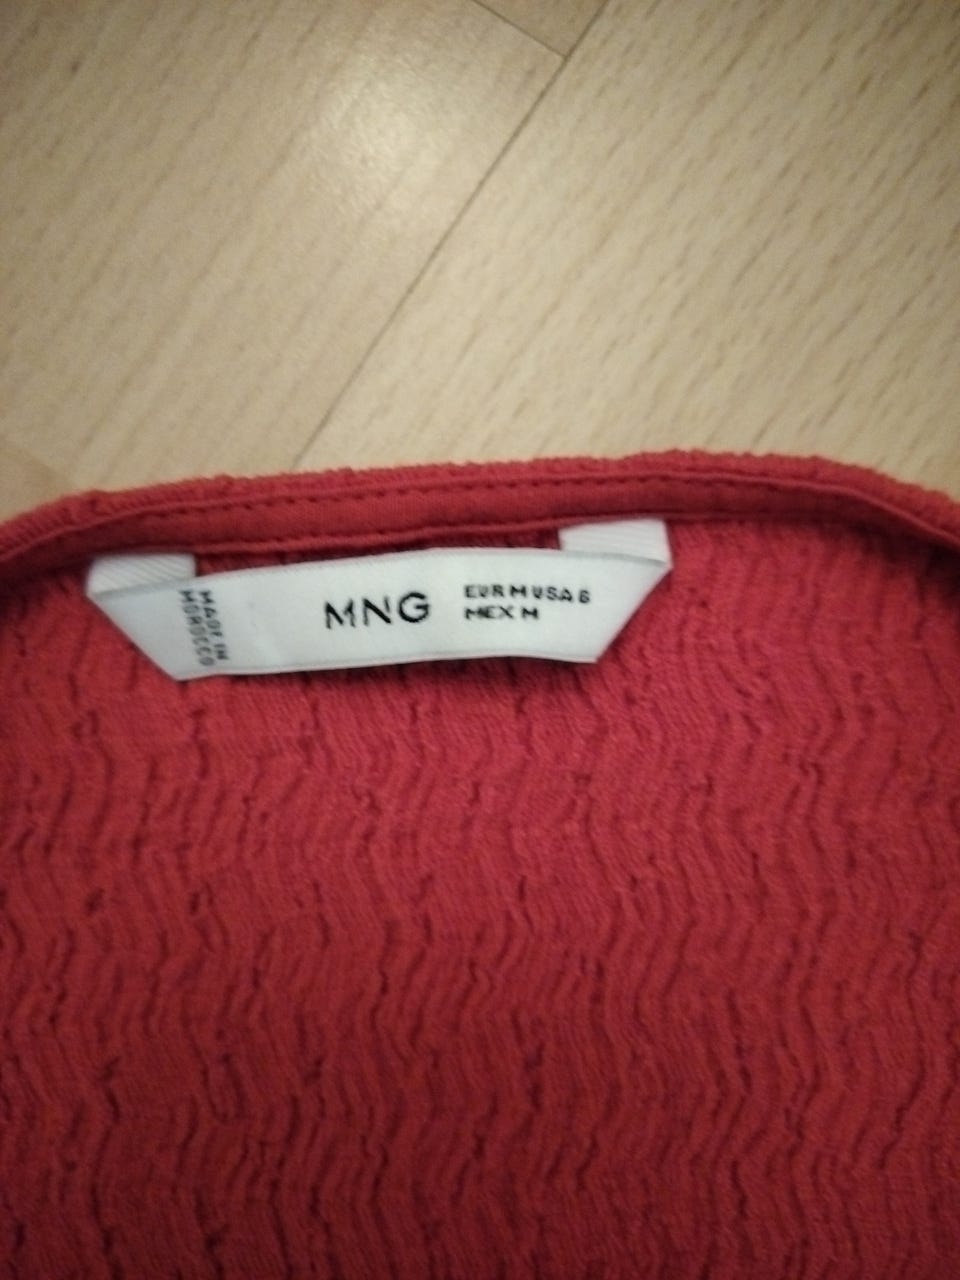 MADE IN
MOROCCO
MNG
EUR M USA 6
MEX M